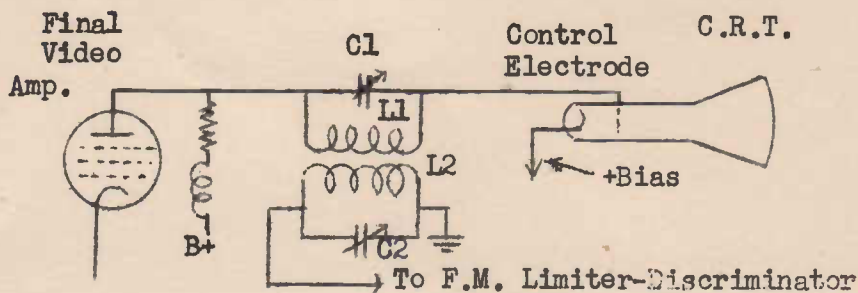 Final
Video
Amp.
C1
Control
Electrode
C.R.T.
L1
L2
+Bias
B+
C2
To F.M. Limiter-Discriminator